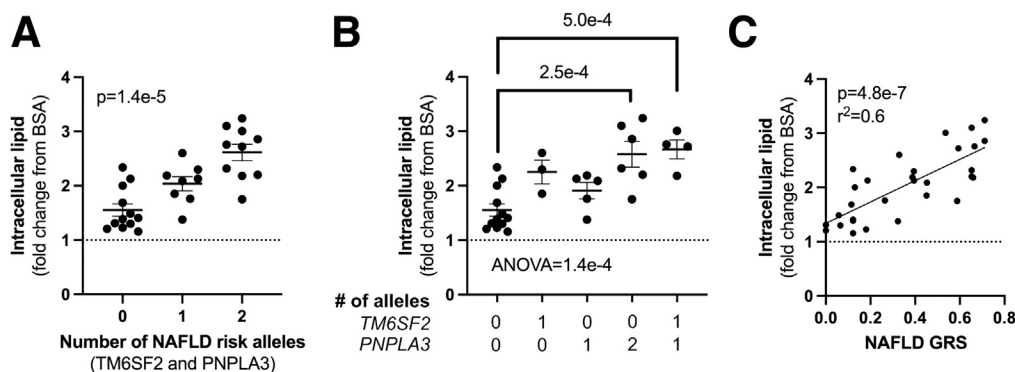 A
Intracellular lipid
(fold change from BSA)
4
3
2
1
0
p=1.4e-5
0 1 2
Number of NAFLD risk alleles
(TM6SF2 and PNPLA3)
B
5.0e-4
2.5e-4
Intracellular lipid
(fold change from BSA)
4
3
2
1
0
ANOVA=1.4e-4
# of alleles
TM6SF2 0 1 0 0 1
PNPLA3 0 0 1 2 1
C
Intracellular lipid
(fold change from BSA)
4
3
2
1
0
p=4.8e-7
r²=0.6
0.0 0.2 0.4 0.6 0.8
NAFLD GRS